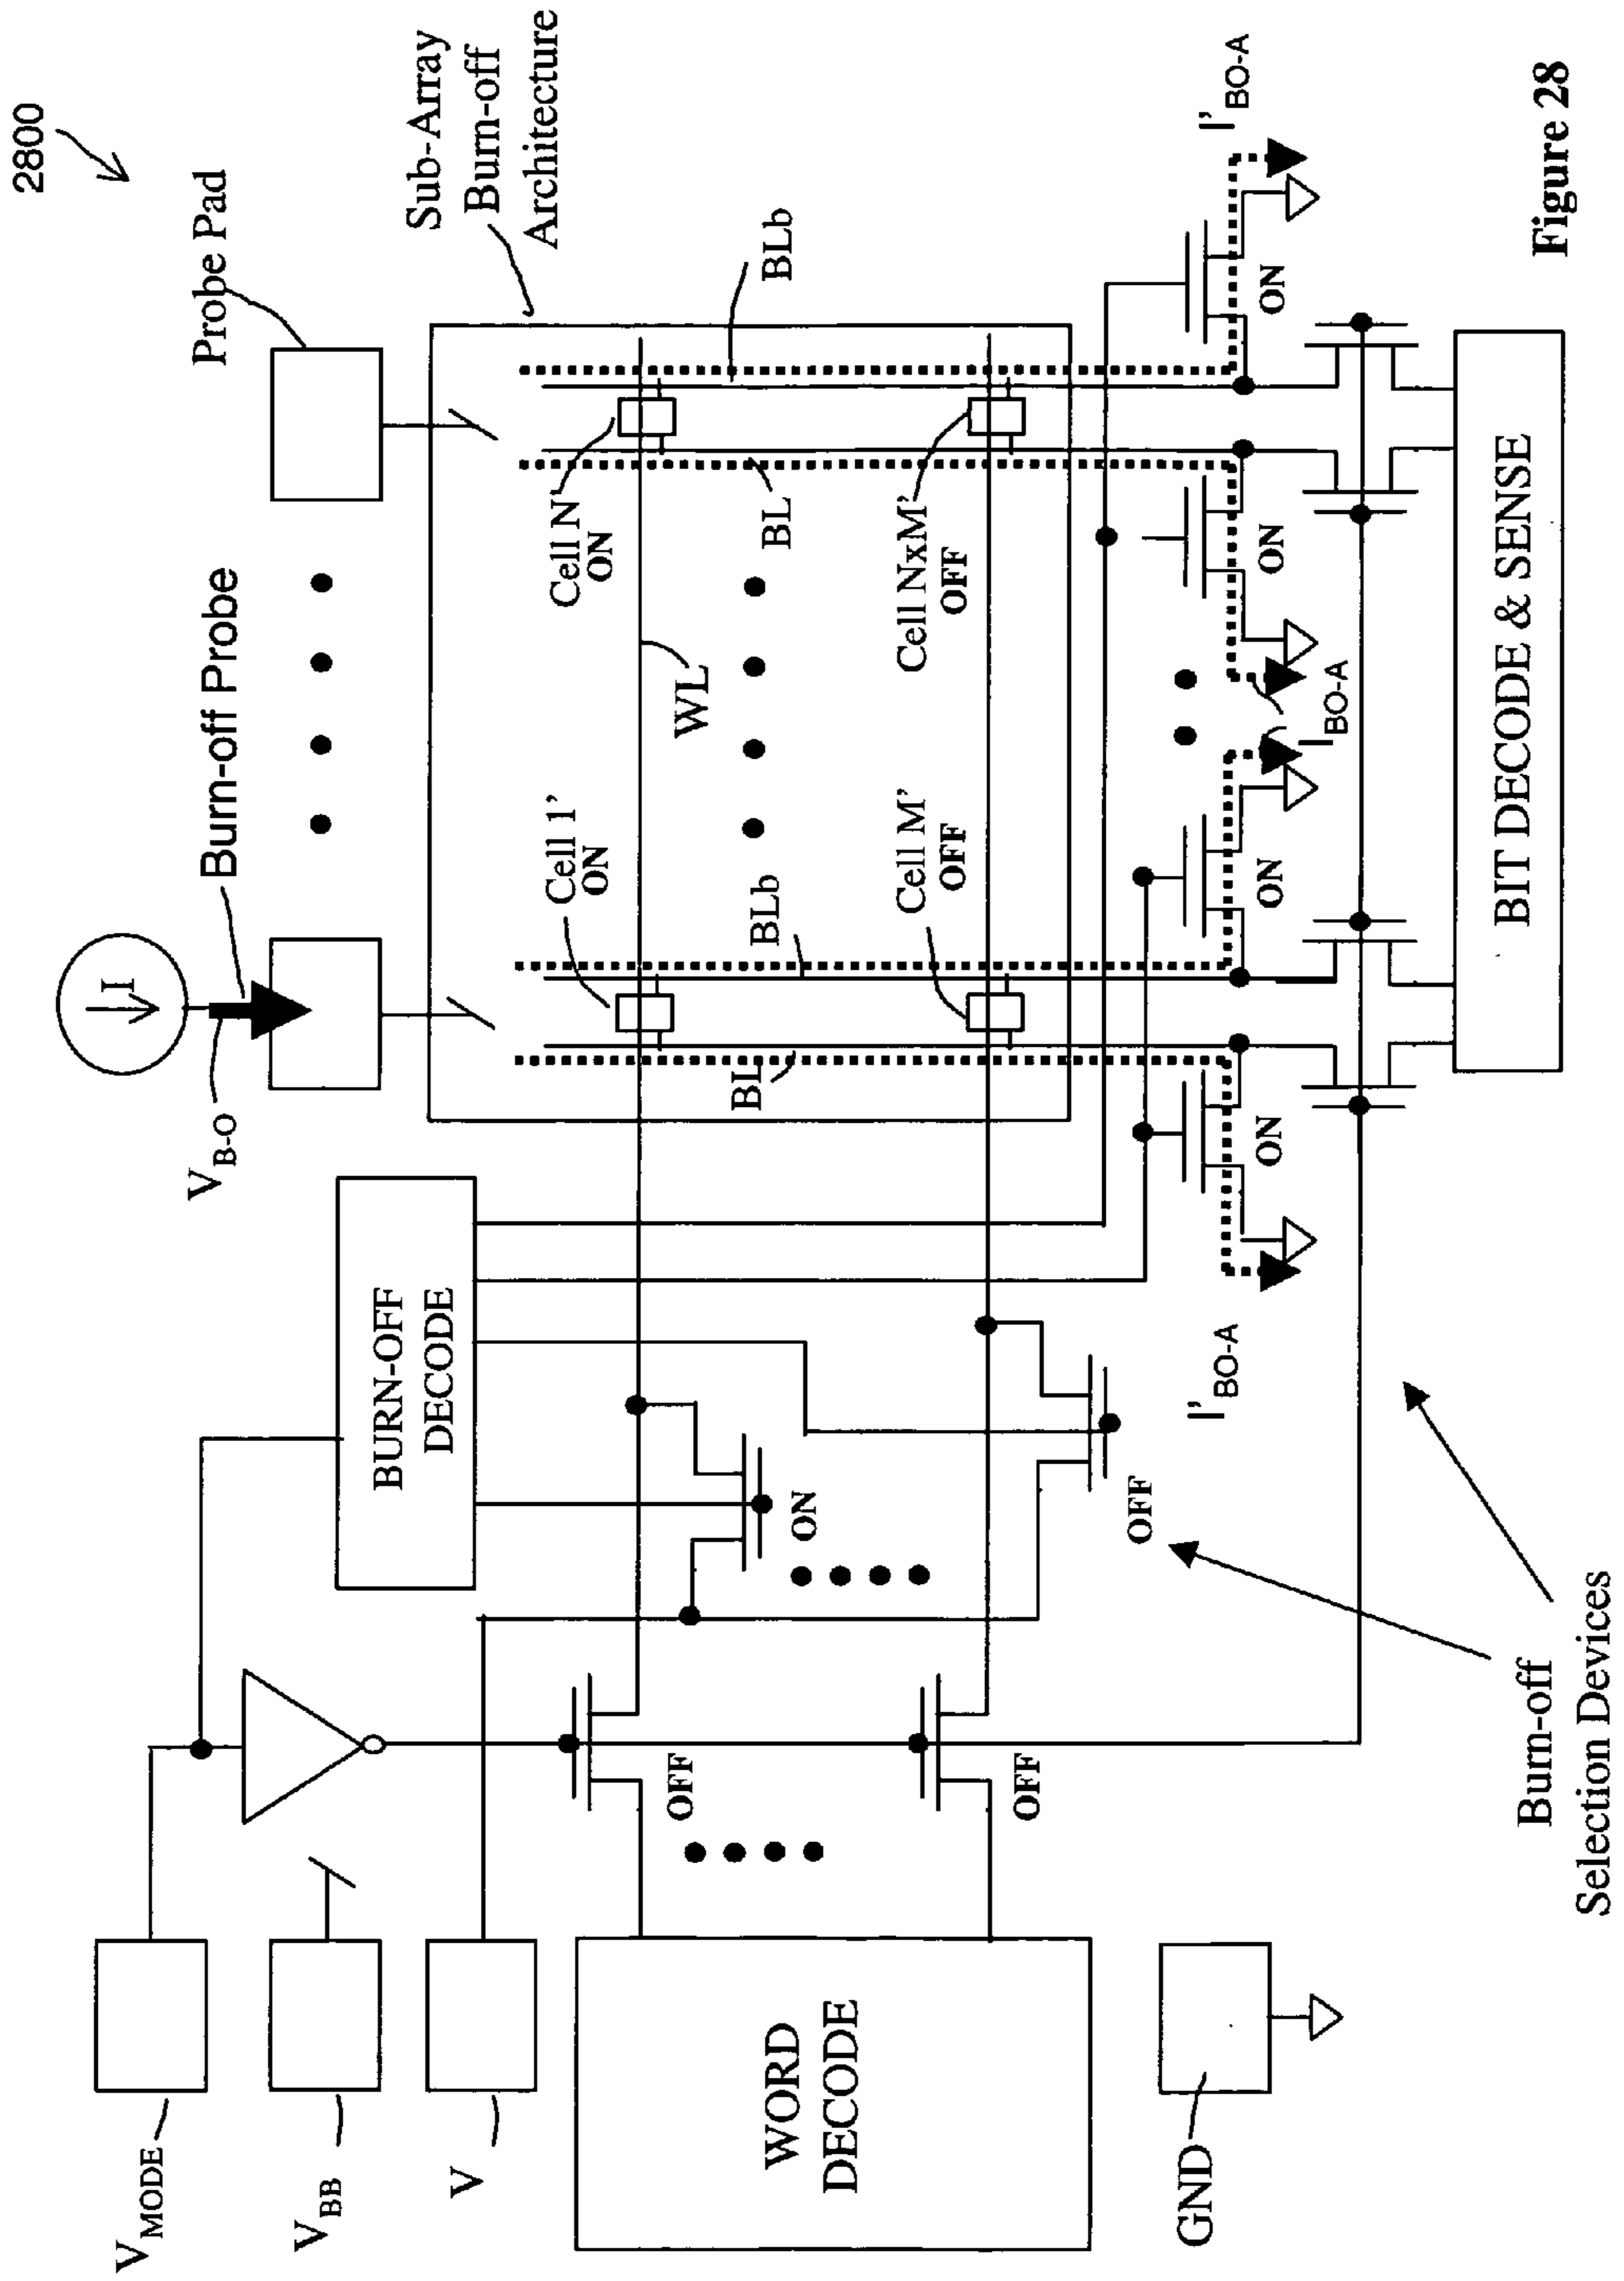 2800
Probe Pad
Sub-Array
Burn-off
Architecture
Burn-off Probe
I
V B-O
V MODE
V BB
V
BURN-OFF
DECODE
WORD
DECODE
GND
Cell 1’
ON
Cell N’
ON
WL
BL
BLb
BL
BLb
Cell M’
OFF
Cell NxM’
OFF
OFF
OFF
ON
OFF
ON
ON
ON
ON
I’ BO-A
I BO-A
I’ BO-A
BIT DECODE & SENSE
Burn-off
Selection Devices
Figure 28